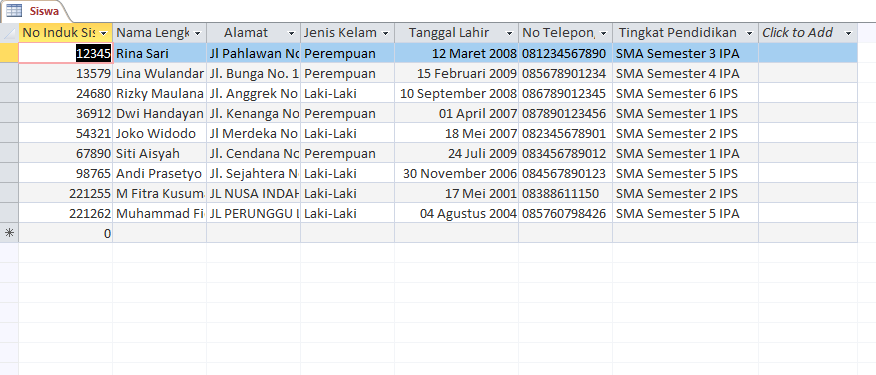 Siswa
No Induk Sis Nama Lengk Alamat Jenis Kelam Tanggal Lahir No Telepon Tingkat Pendidikan Click to Add
12345 Rina Sari Jl Pahlawan No Perempuan 12 Maret 2008 081234567890 SMA Semester 3 IPA
13579 Lina Wulandar Jl. Bunga No. 1 Perempuan 15 Februari 2009 085678901234 SMA Semester 4 IPA
24680 Rizky Maulana Jl. Anggrek No Laki-Laki 10 September 2008 086789012345 SMA Semester 6 IPS
36912 Dwi Handayan Jl. Kenanga No Perempuan 01 April 2007 087890123456 SMA Semester 1 IPS
54321 Joko Widodo Jl Merdeka No Laki-Laki 18 Mei 2007 082345678901 SMA Semester 2 IPS
67890 Siti Aisyah Jl. Cendana No Perempuan 24 Juli 2009 083456789012 SMA Semester 1 IPA
98765 Andi Prasetyo Jl. Sejahtera N Laki-Laki 30 November 2006 084567890123 SMA Semester 5 IPS
221255 M Fitra Kusum JL NUSA INDAH Laki-Laki 17 Mei 2001 08388611150 SMA Semester 2 IPS
221262 Muhammad Fi JL PERUNGGU L Laki-Laki 04 Agustus 2004 085760798426 SMA Semester 5 IPA
0